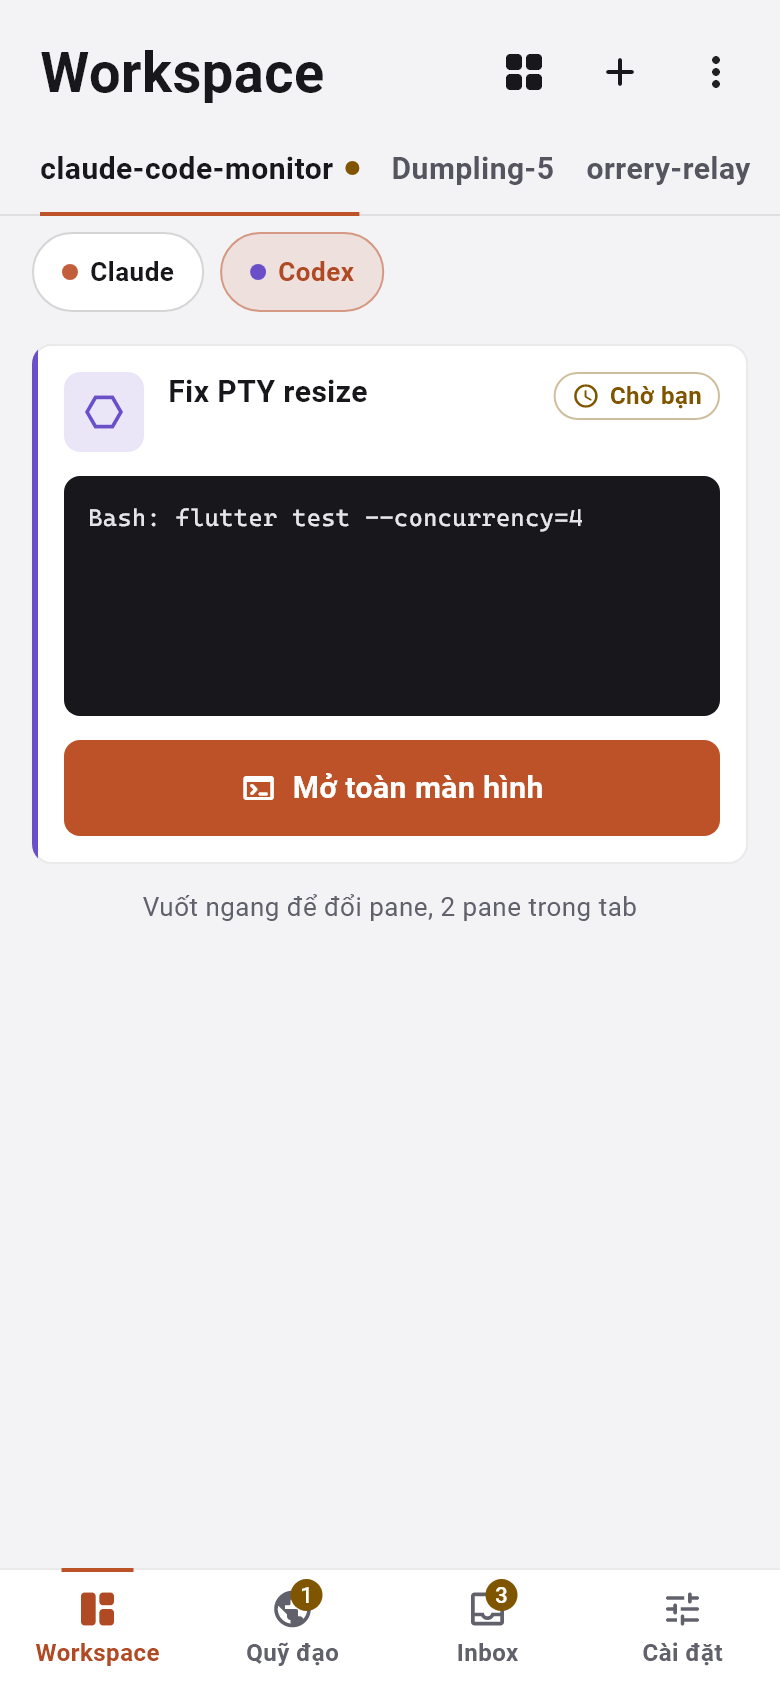 Workspace
claude-code-monitor Dumpling-5 orrery-relay
Claude Codex
Fix PTY resize
Chờ bạn
Bash: flutter test --concurrency=4
Mở toàn màn hình
Vuốt ngang để đổi pane, 2 pane trong tab
1 3
Workspace Quỹ đạo Inbox Cài đặt